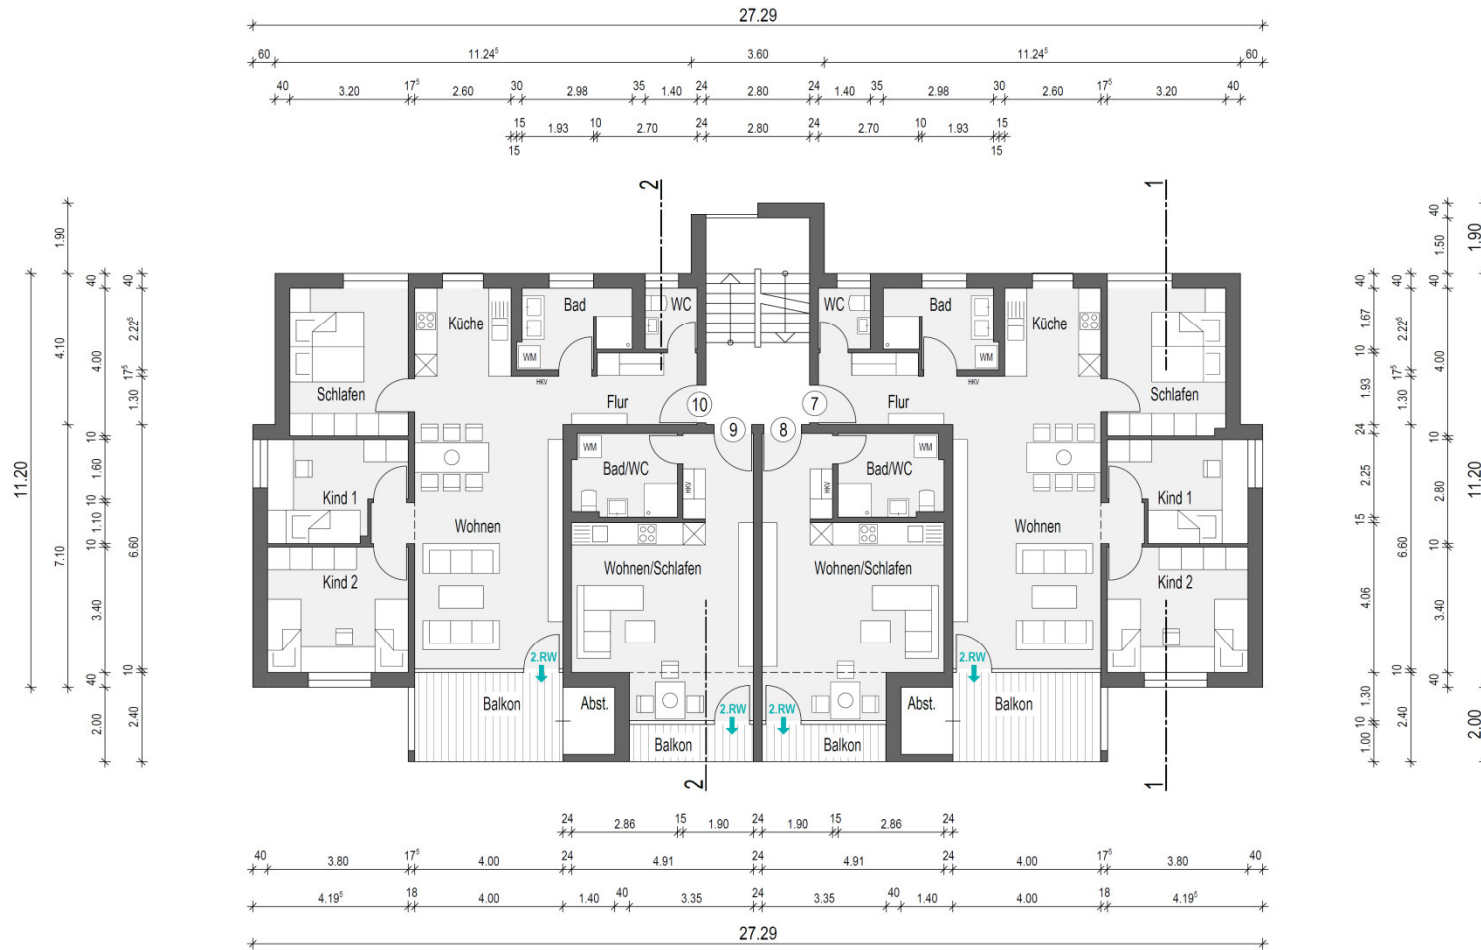 27.29
60 11.24⁵ 3.60 11.24⁵ 60
40 3.20 17⁵ 2.60 30 2.98 35 1.40 24 2.80 24 1.40 35 2.98 30 2.60 17⁵ 3.20 40
15 1.93 10 2.70 24 2.80 24 2.70 10 1.93 15
15 15
2 1
1.90 40 1.50 1.90
40 40 40 40 40
Bad WC WC Bad
Küche Küche
4.10 4.00 2.22⁵ 1.67 2.22⁵ 4.00
WM WM
10
17⁵ HKV HKV 17⁵
Schlafen Flur 10 7 Flur Schlafen
1.30 1.93 1.30
9 8
10 24 10
WM WM
11.20 1.60 Bad/WC Bad/WC 2.25 2.80 11.20
Kind 1 HKV HKV Kind 1
10
1.10 Wohnen Wohnen 15
10 6.60 6.60 10
7.10 Wohnen/Schlafen Wohnen/Schlafen
Kind 2 Kind 2
3.40 4.06 3.40
2.RW 2.RW
40 10 10 40
Balkon Abst. Abst. Balkon 1.30
2.RW 2.RW
2.00 2.40 10 2.40 2.00
Balkon Balkon 1.00
2 1
24 2.86 15 1.90 24 1.90 15 2.86 24
40 3.80 17⁵ 4.00 24 4.91 24 4.91 24 4.00 17⁵ 3.80 40
4.19⁵ 18 4.00 1.40 40 3.35 24 3.35 40 1.40 4.00 18 4.19⁵
27.29